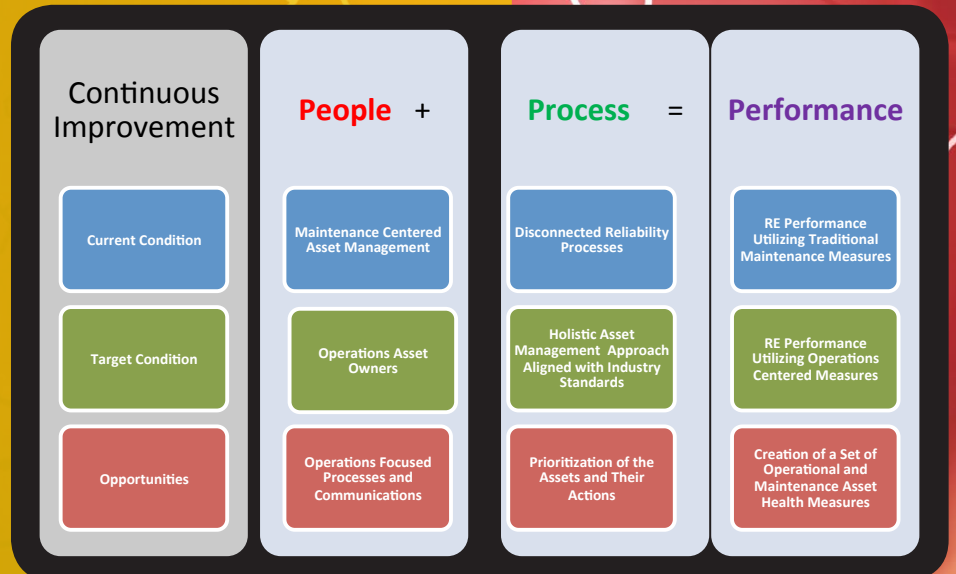 Continuous
Improvement
People +
Process =
Performance
Current Condition
Maintenance Centered
Asset Management
Disconnected Reliability
Processes
RE Performance
Utilizing Traditional
Maintenance Measures
Target Condition
Operations Asset
Owners
Holistic Asset
Management Approach
Aligned with Industry
Standards
RE Performance
Utilizing Operations
Centered Measures
Opportunities
Operations Focused
Processes and
Communications
Prioritization of the
Assets and Their
Actions
Creation of a Set of
Operational and
Maintenance Asset
Health Measures